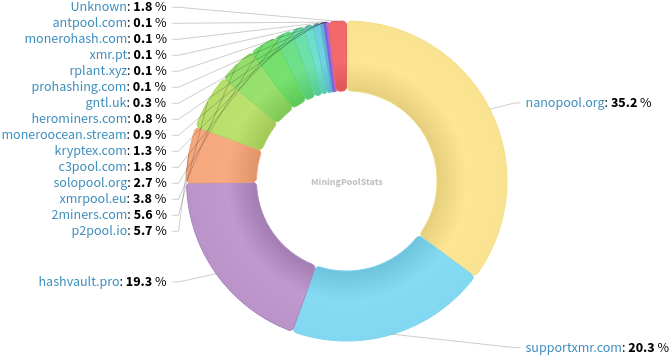 Unknown: 1.8 %
antpool.com: 0.1 %
monerohash.com: 0.1 %
xmr.pt: 0.1 %
rplant.xyz: 0.1 %
prohashing.com: 0.1 %
gntl.uk: 0.3 %
herominers.com: 0.8 %
moneroocean.stream: 0.9 %
kryptex.com: 1.3 %
c3pool.com: 1.8 %
solopool.org: 2.7 %
xmrpool.eu: 3.8 %
2miners.com: 5.6 %
p2pool.io: 5.7 %
hashvault.pro: 19.3 %
MiningPoolStats
nanopool.org: 35.2 %
supportxmr.com: 20.3 %